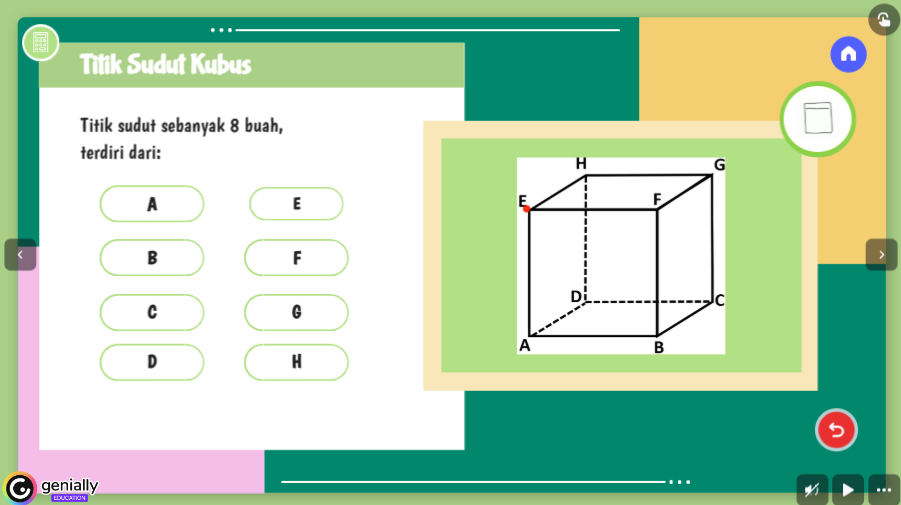 Titik Sudut Kubus
Titik sudut sebanyak 8 buah,
terdiri dari:
A
E
B
F
C
G
D
H
H
G
E
F
D
C
A
B
genially
EDUCATION